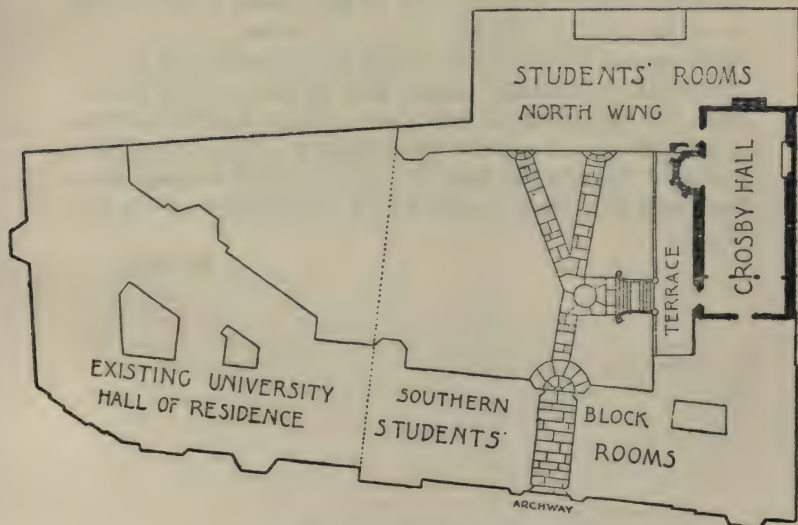 STUDENTS' ROOMS
NORTH WING
CROSBY HALL
TERRACE
EXISTING UNIVERSITY
HALL OF RESIDENCE
SOUTHERN BLOCK
STUDENTS' ROOMS
ARCHWAY